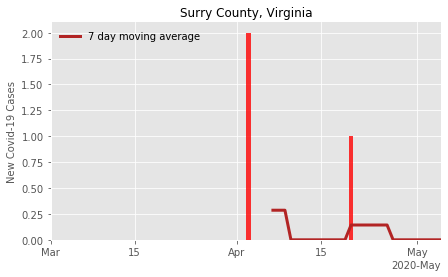 Surry County, Virginia
7 day moving average
New Covid-19 Cases
2.00
1.75
1.50
1.25
1.00
0.75
0.50
0.25
0.00
Mar
15
Apr
15
May
2020-May